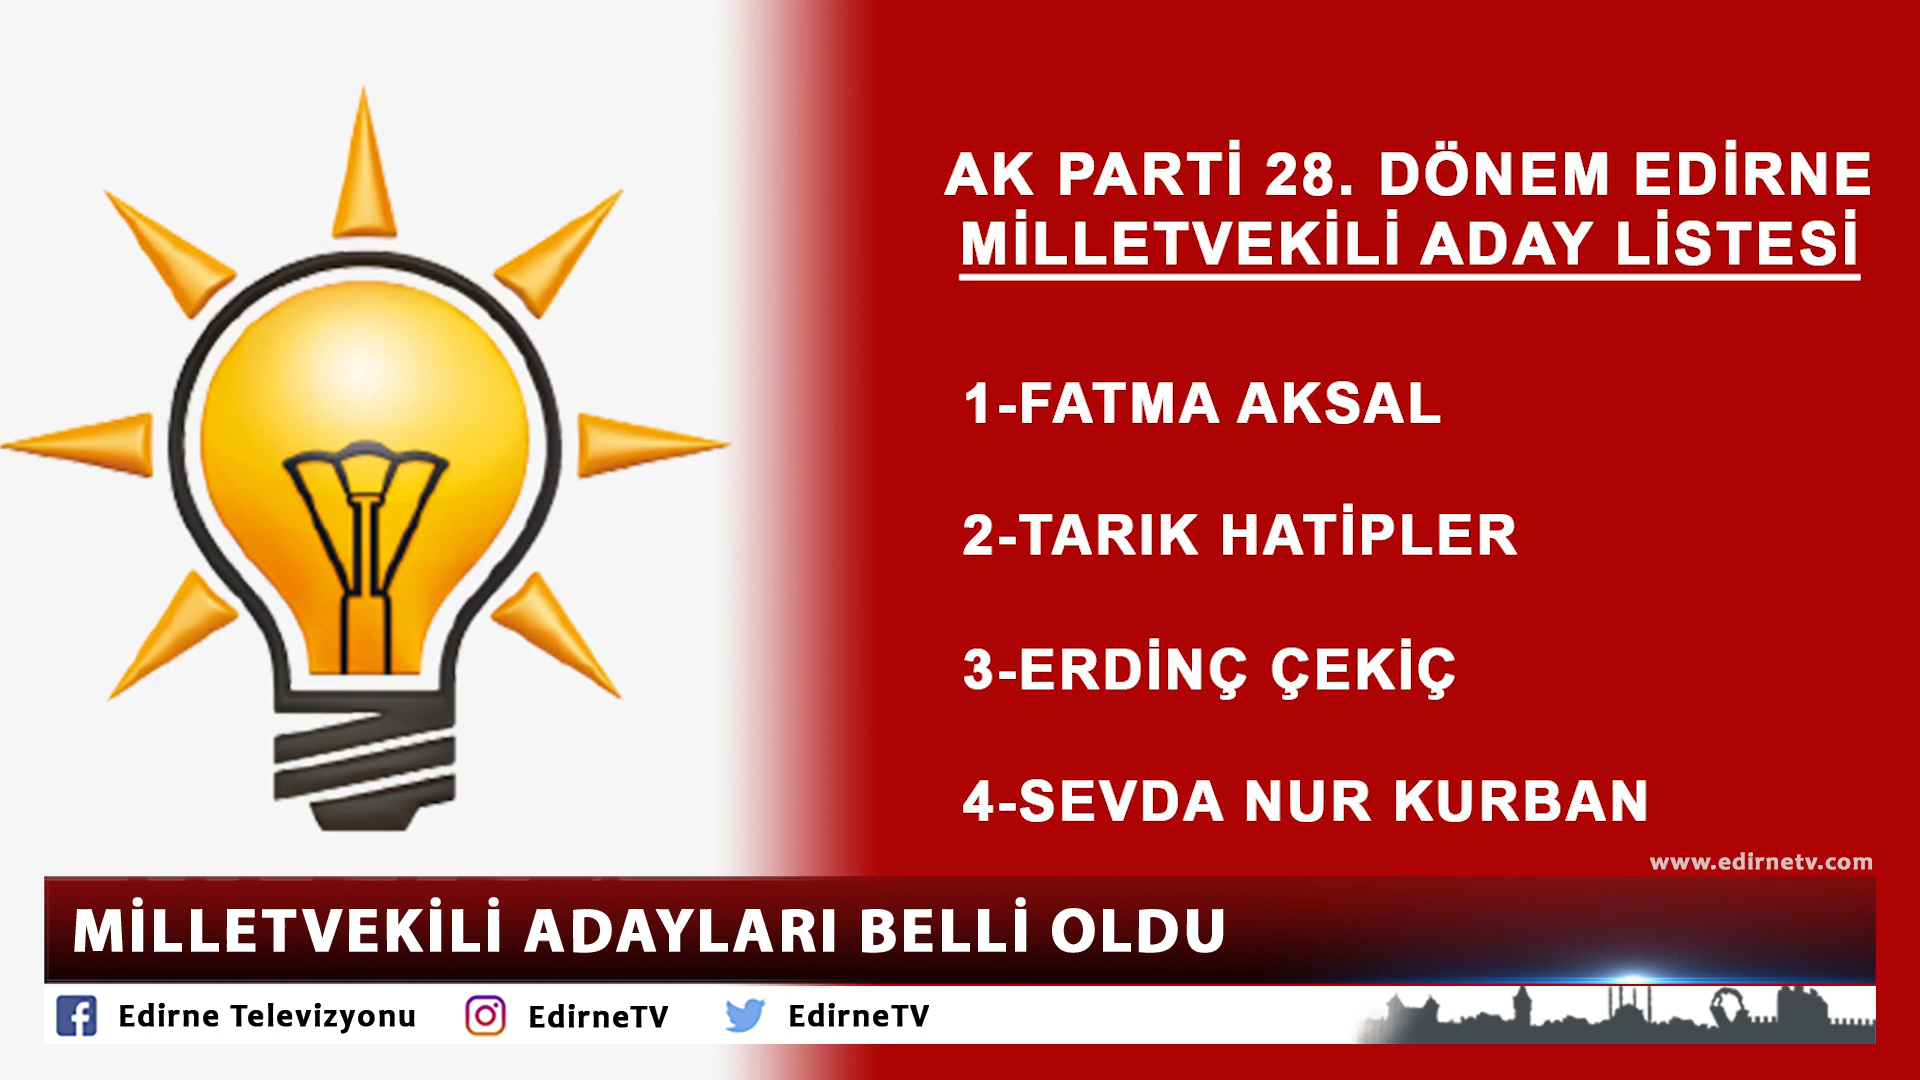 AK PARTİ 28. DÖNEM EDİRNE
MİLLETVEKİLİ ADAY LİSTESİ
1-FATMA AKSAL
2-TARIK HATİPLER
3-ERDİNÇ ÇEKİÇ
4-SEVDA NUR KURBAN
www.edirnetv.com
MİLLETVEKİLİ ADAYLARI BELLİ OLDU
Edirne Televizyonu EdirneTV EdirneTV